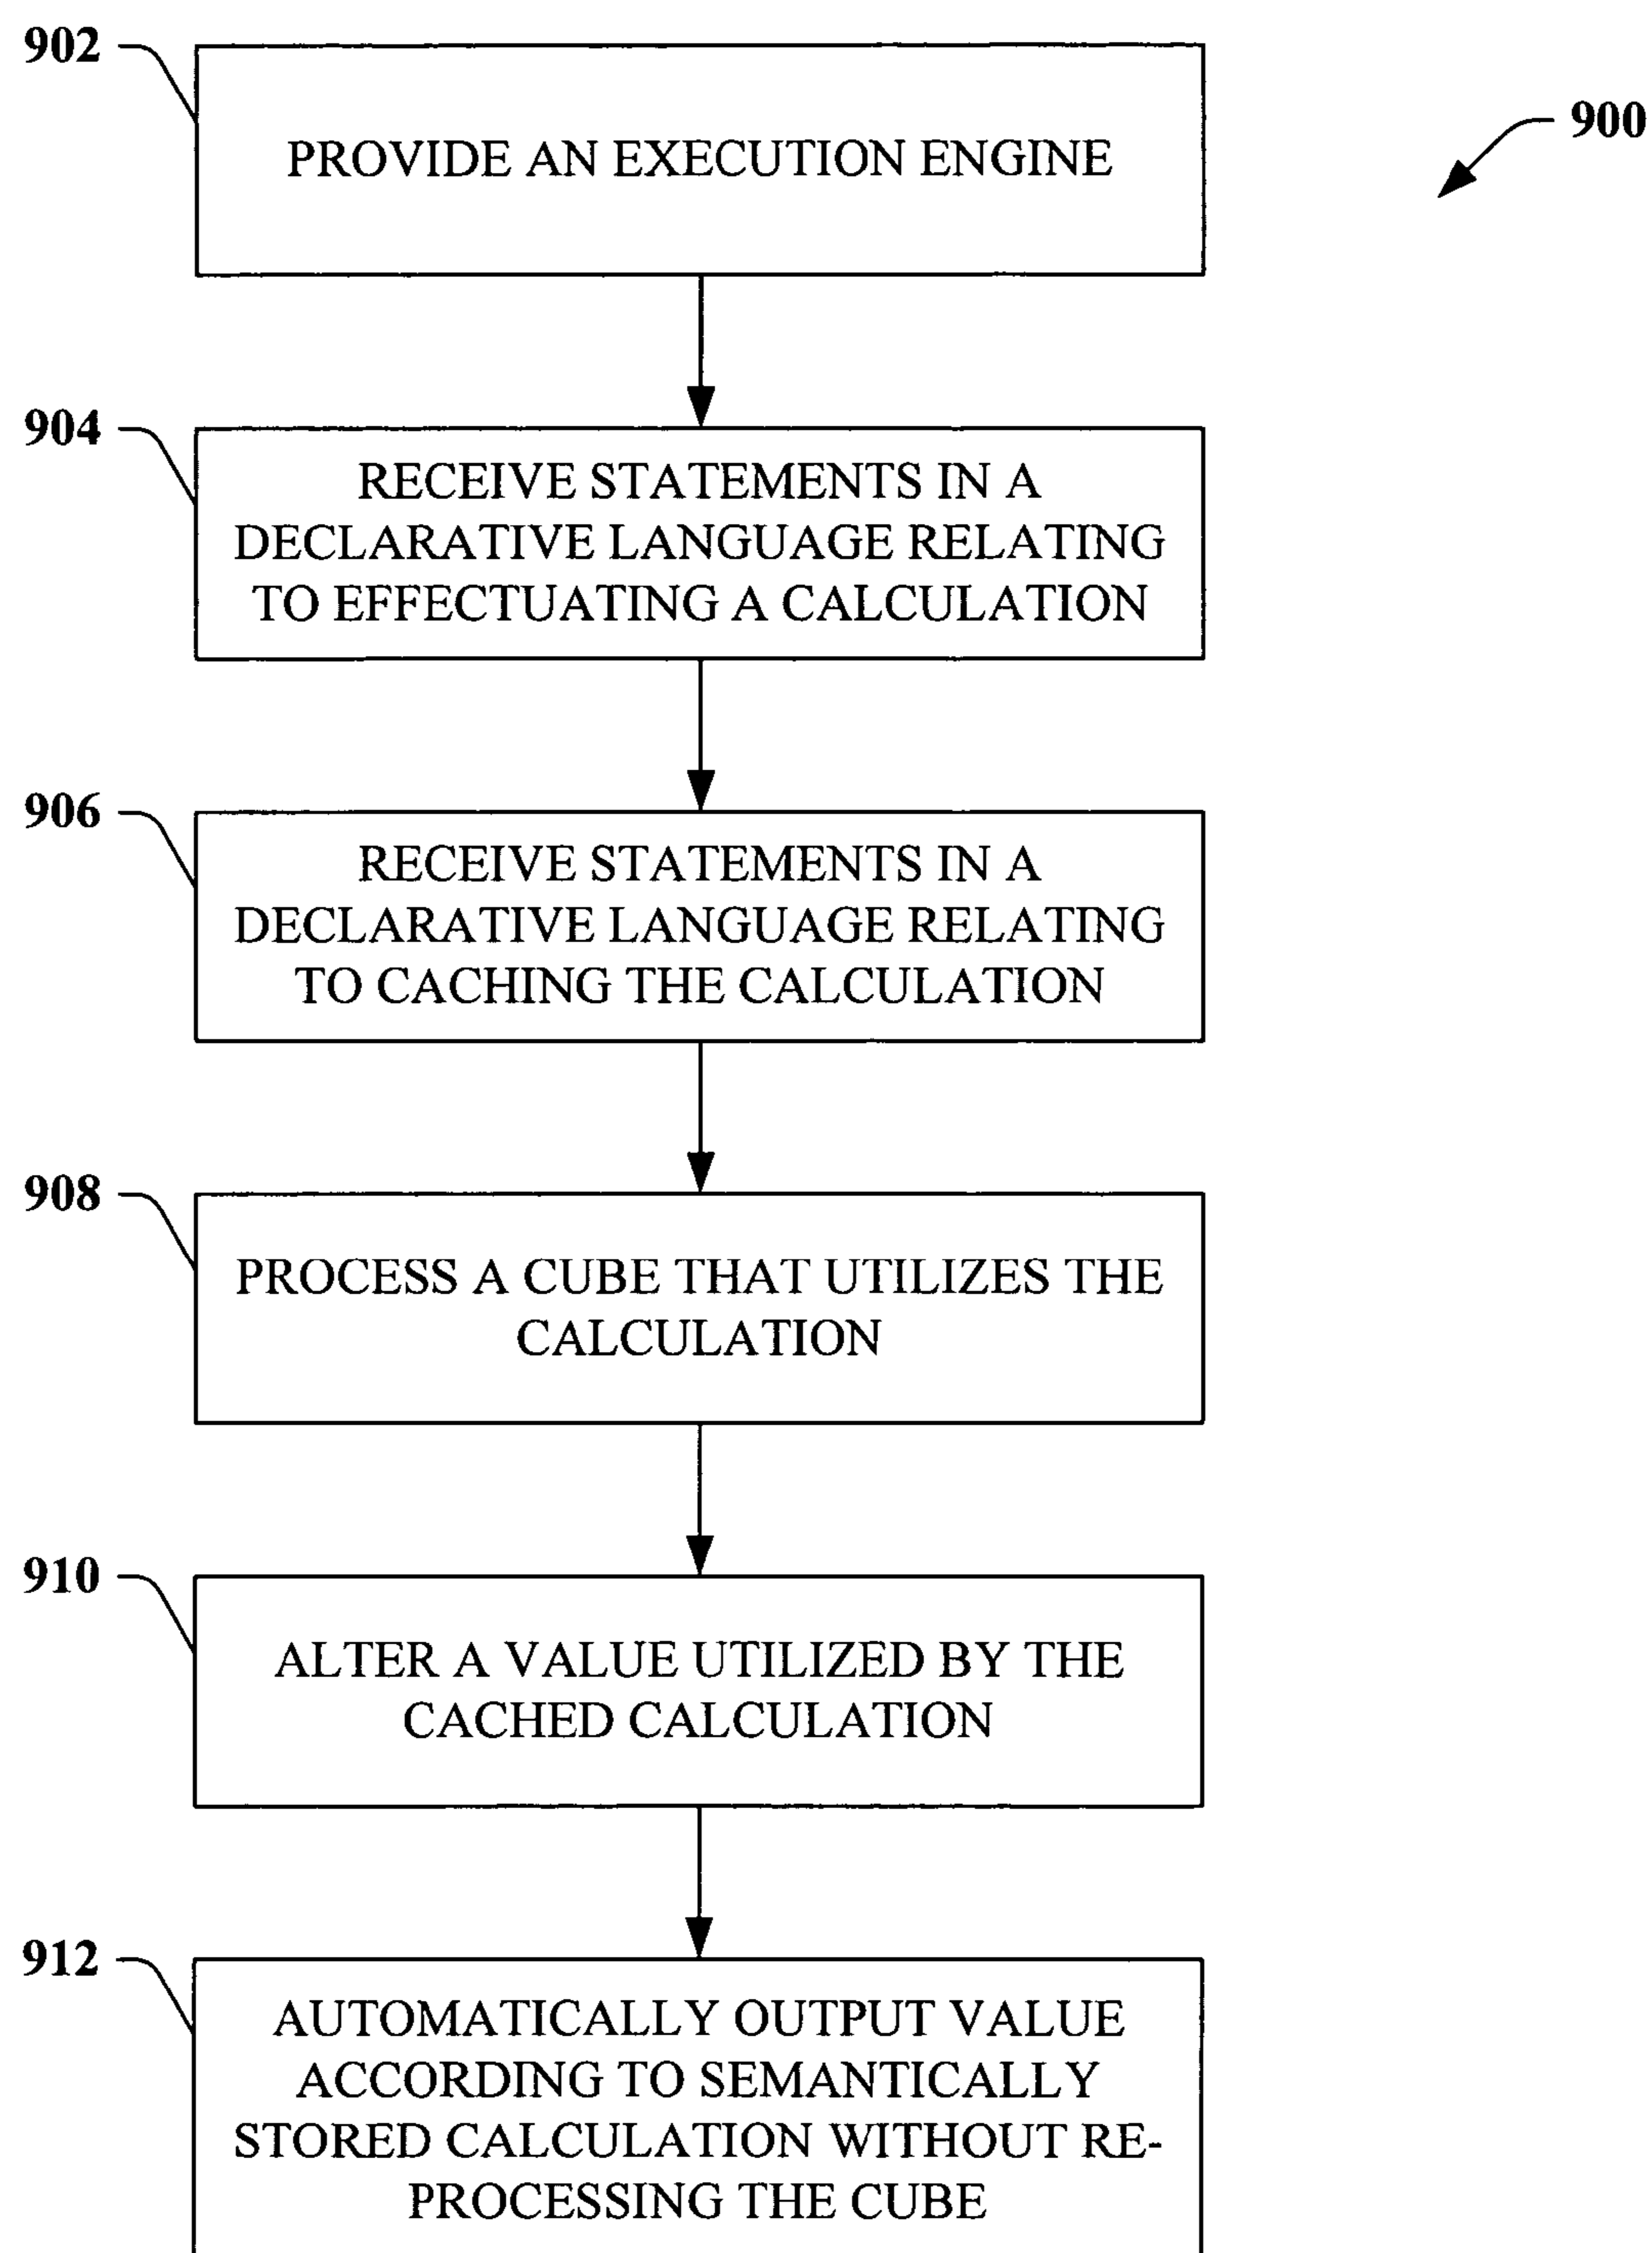 902
900
PROVIDE AN EXECUTION ENGINE
904
RECEIVE STATEMENTS IN A
DECLARATIVE LANGUAGE RELATING
TO EFFECTUATING A CALCULATION
906
RECEIVE STATEMENTS IN A
DECLARATIVE LANGUAGE RELATING
TO CACHING THE CALCULATION
908
PROCESS A CUBE THAT UTILIZES THE
CALCULATION
910
ALTER A VALUE UTILIZED BY THE
CACHED CALCULATION
912
AUTOMATICALLY OUTPUT VALUE
ACCORDING TO SEMANTICALLY
STORED CALCULATION WITHOUT RE-
PROCESSING THE CUBE